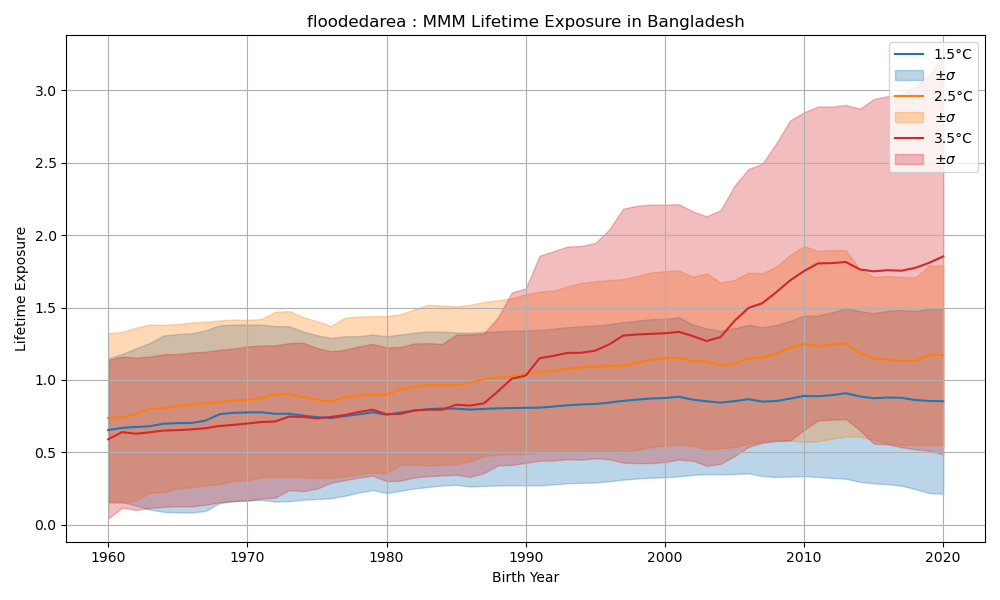 floodedarea : MMM Lifetime Exposure in Bangladesh
1.5°C
±σ
2.5°C
±σ
3.5°C
±σ
Lifetime Exposure
3.0
2.5
2.0
1.5
1.0
0.5
0.0
1960 1970 1980 1990 2000 2010 2020
Birth Year